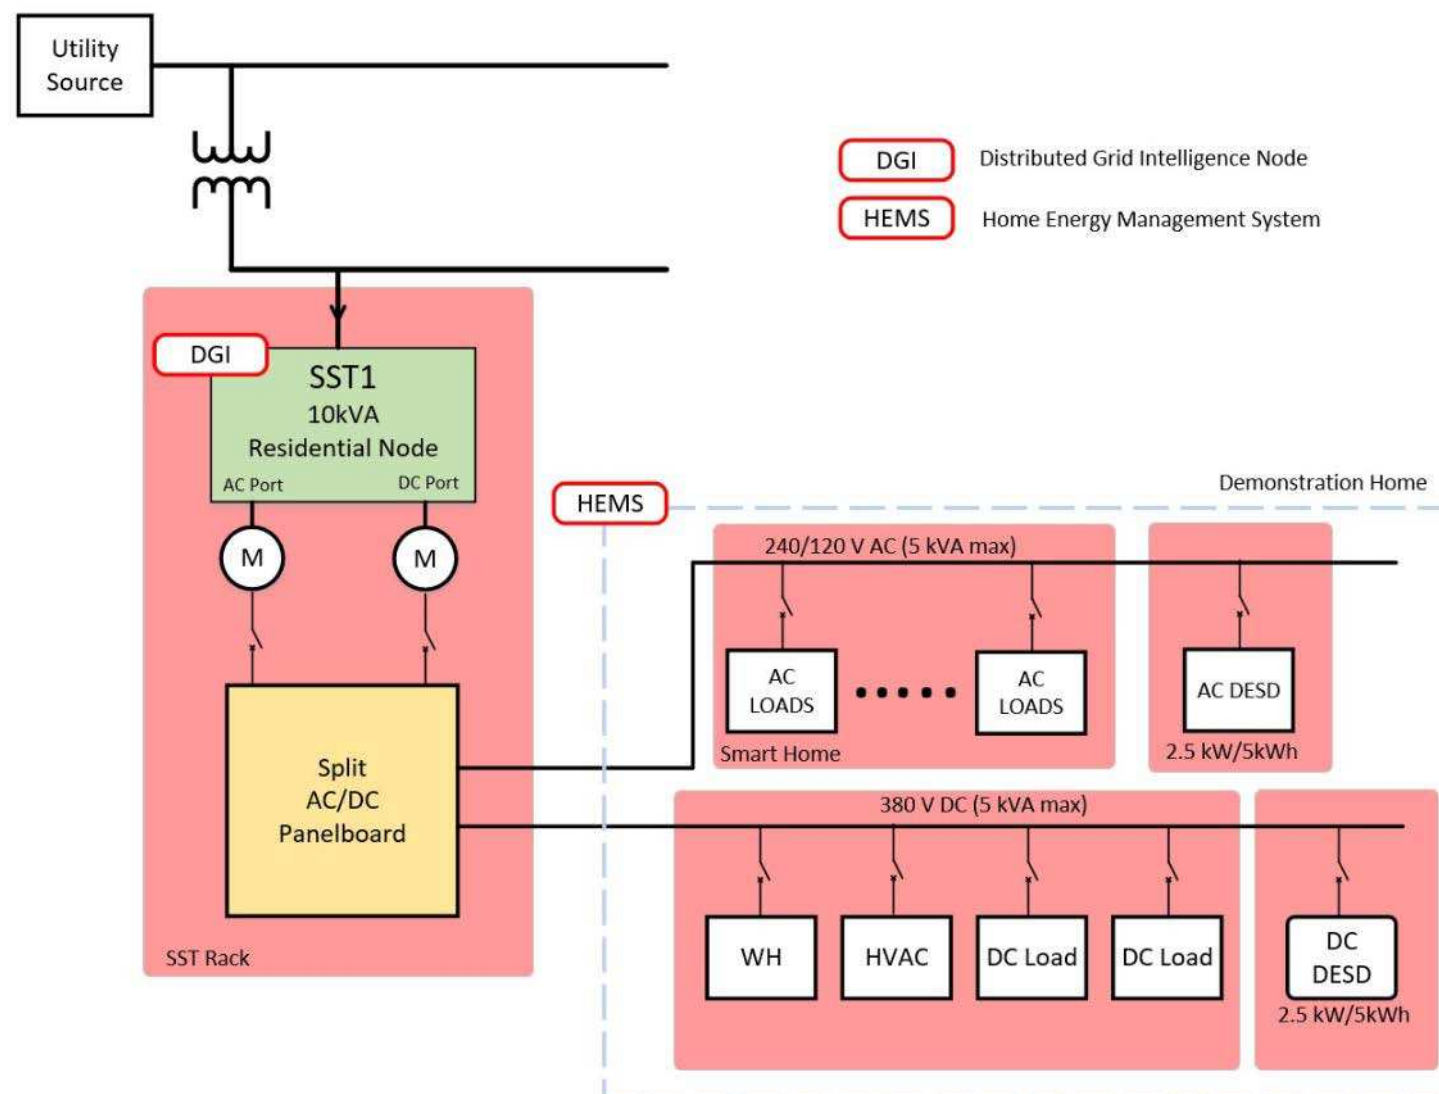 Utility
Source
DGI
Distributed Grid Intelligence Node
HEMS
Home Energy Management System
DGI
SST1
10kVA
Residential Node
AC Port
DC Port
M
M
Split
AC/DC
Panelboard
SST Rack
HEMS
Demonstration Home
240/120 V AC (5 kVA max)
AC
LOADS
AC
LOADS
Smart Home
AC DESD
2.5 kW/5kWh
380 V DC (5 kVA max)
WH
HVAC
DC Load
DC Load
DC
DESD
2.5 kW/5kWh